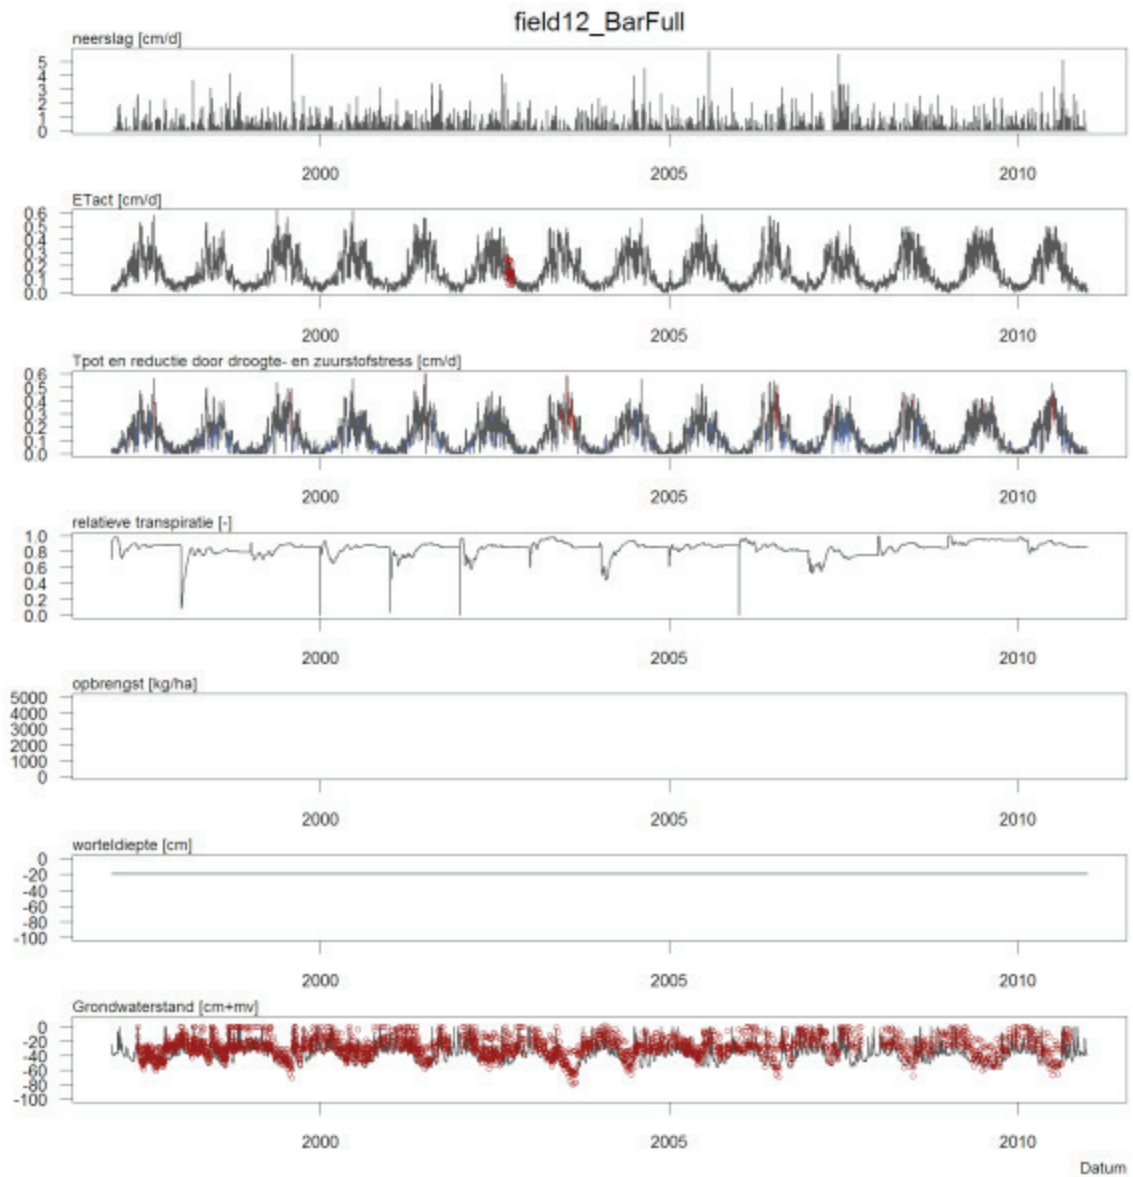 field12_BarFull
neerslag [cm/d]
5
4
3
2
1
0
2000 2005 2010
ETact [cm/d]
0.6
0.5
0.4
0.3
0.2
0.1
0.0
2000 2005 2010
Tpot en reductie door droogte- en zuurstofstress [cm/d]
0.6
0.5
0.4
0.3
0.2
0.1
0.0
2000 2005 2010
relatieve transpiratie [-]
1.0
0.8
0.6
0.4
0.2
0.0
2000 2005 2010
opbrengst [kg/ha]
5000
4000
3000
2000
1000
0
2000 2005 2010
worteldiepte [cm]
0
-20
-40
-60
-80
-100
2000 2005 2010
Grondwaterstand [cm+mv]
0
-20
-40
-60
-80
-100
2000 2005 2010
Datum